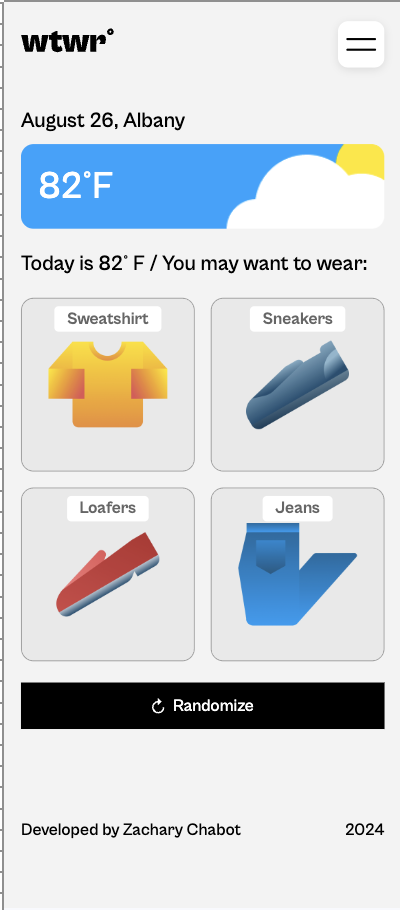 wtwr°
August 26, Albany
82°F
Today is 82° F / You may want to wear:
Sweatshirt
Sneakers
Loafers
Jeans
Randomize
Developed by Zachary Chabot
2024